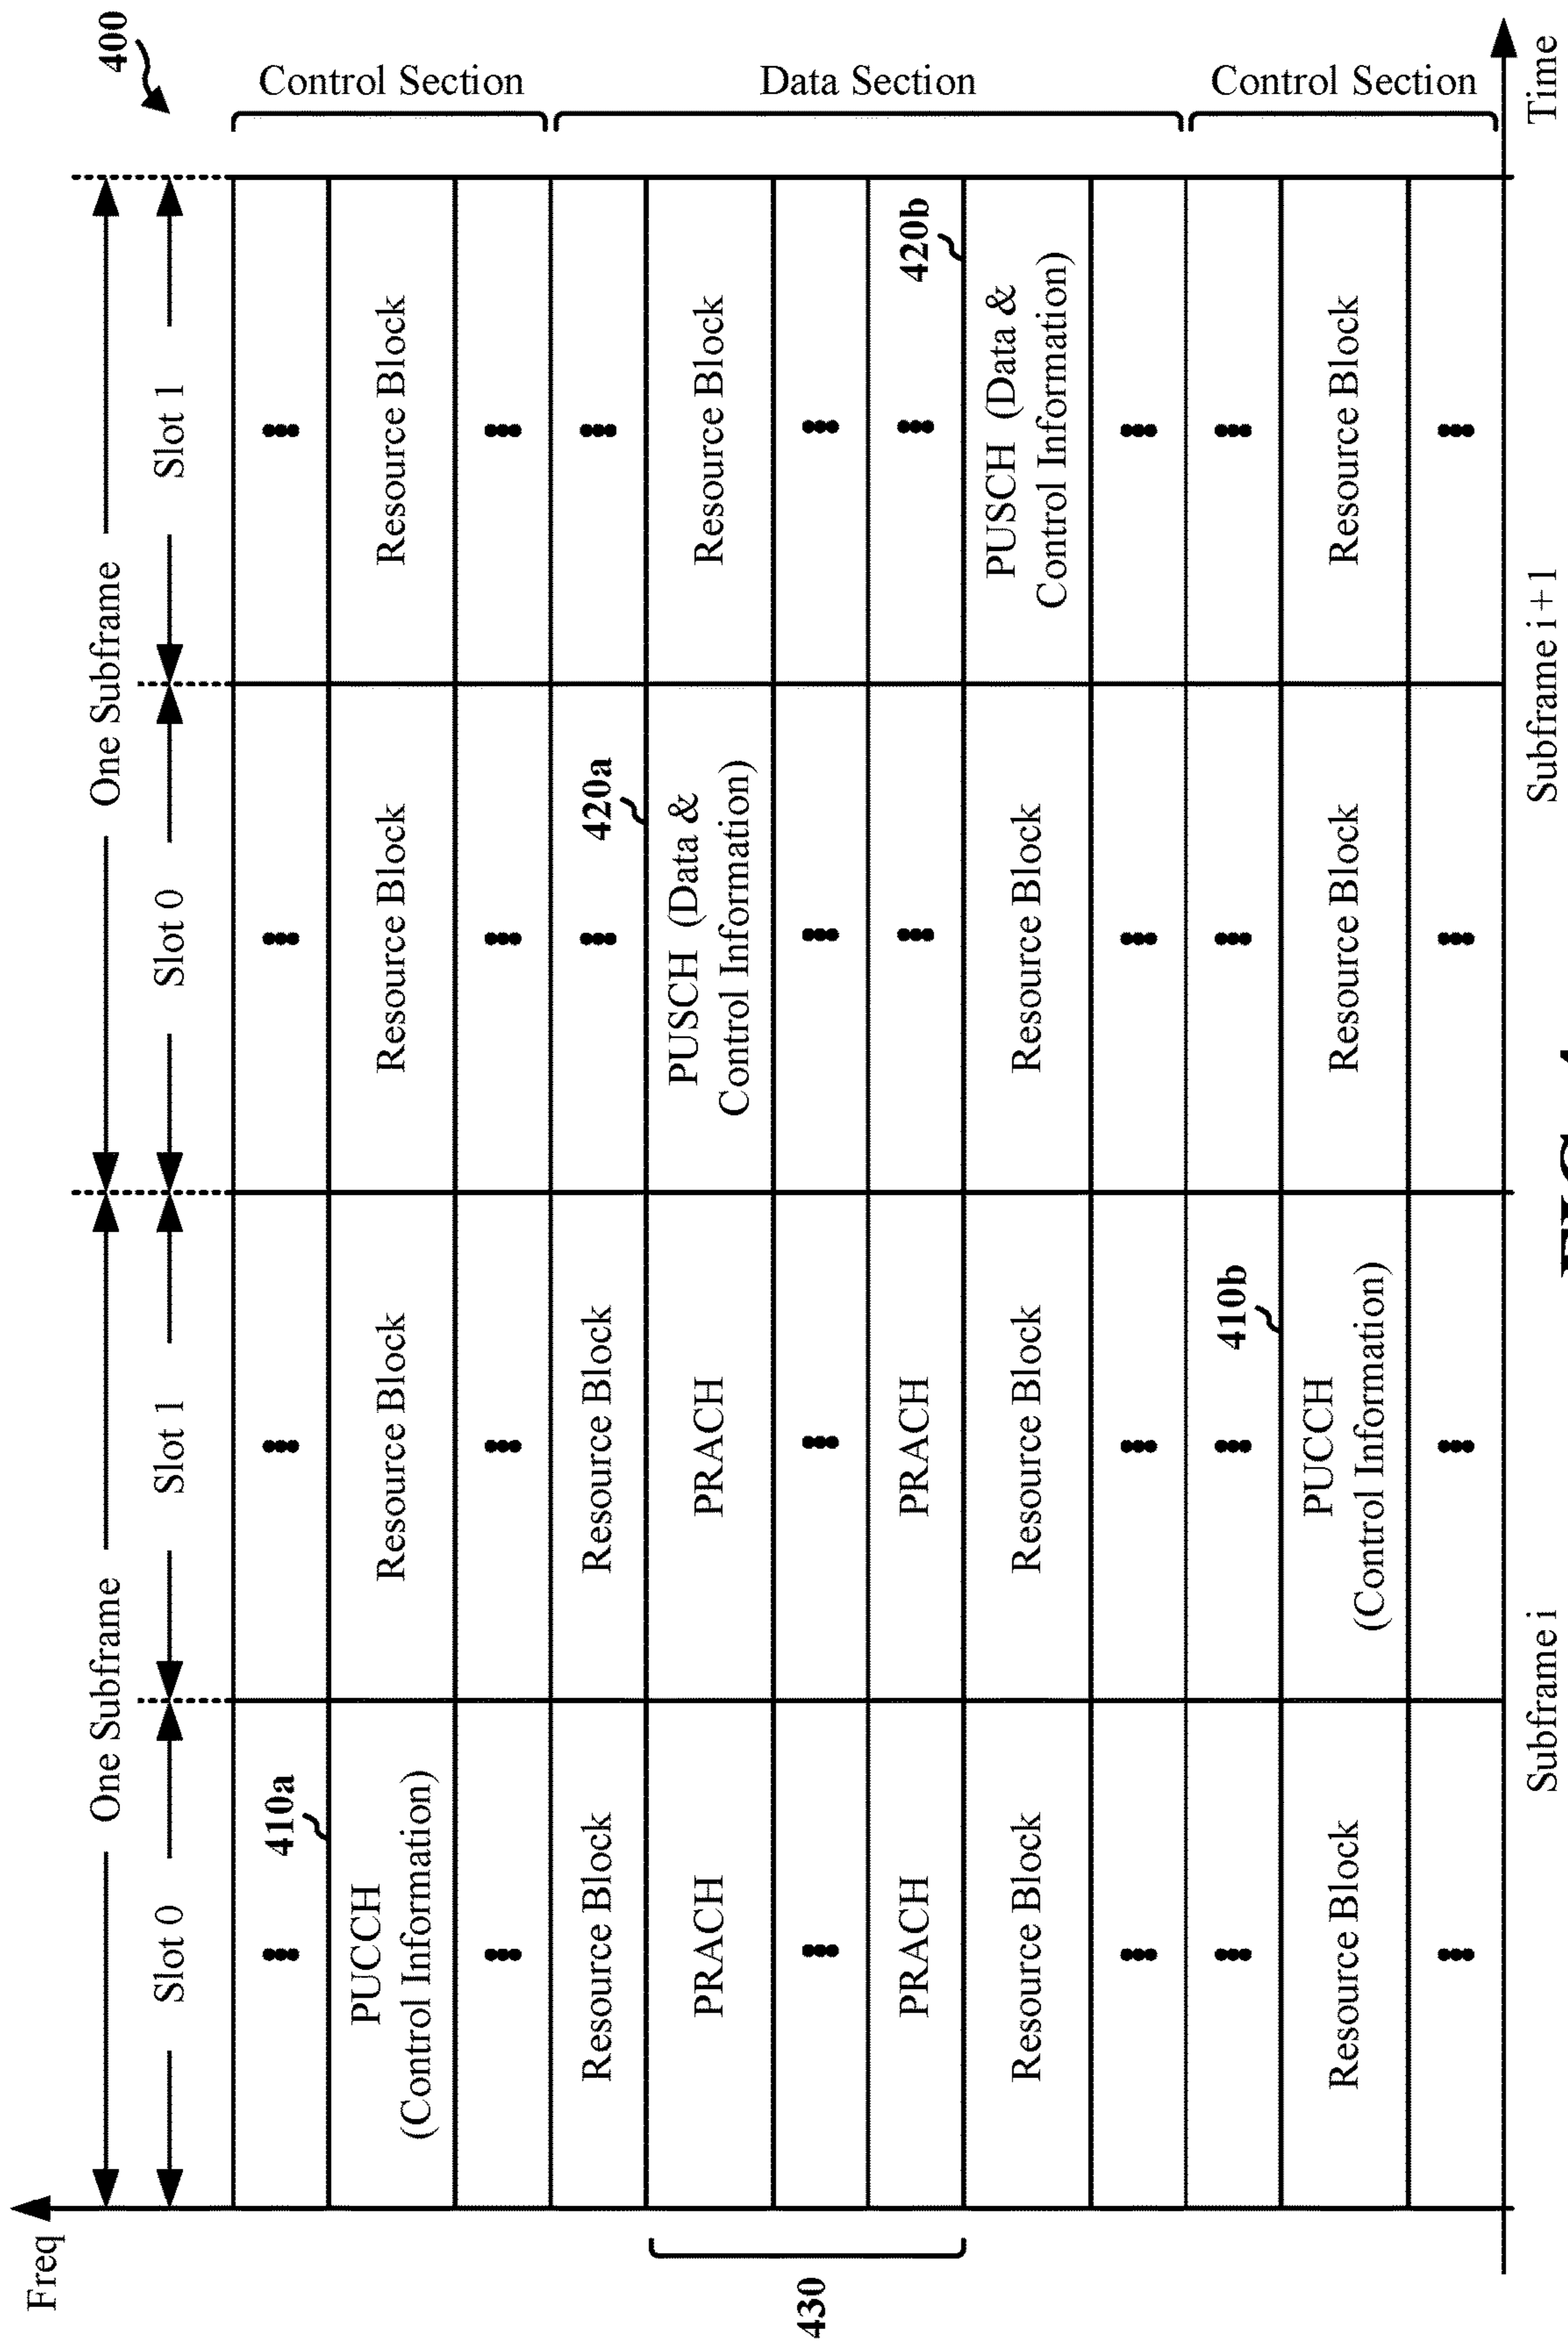 Freq
400
One Subframe
One Subframe
Slot 0
Slot 1
Slot 0
Slot 1
410a
Control Section
PUCCH
(Control Information)
Resource Block
Resource Block
Resource Block
Resource Block
Resource Block
420a
430
PRACH
PRACH
PUSCH (Data &
Control Information)
Resource Block
Data Section
PRACH
PRACH
420b
Resource Block
Resource Block
Resource Block
PUSCH (Data &
Control Information)
410b
Resource Block
PUCCH
(Control Information)
Resource Block
Resource Block
Control Section
Subframe i
Subframe i + 1
Time